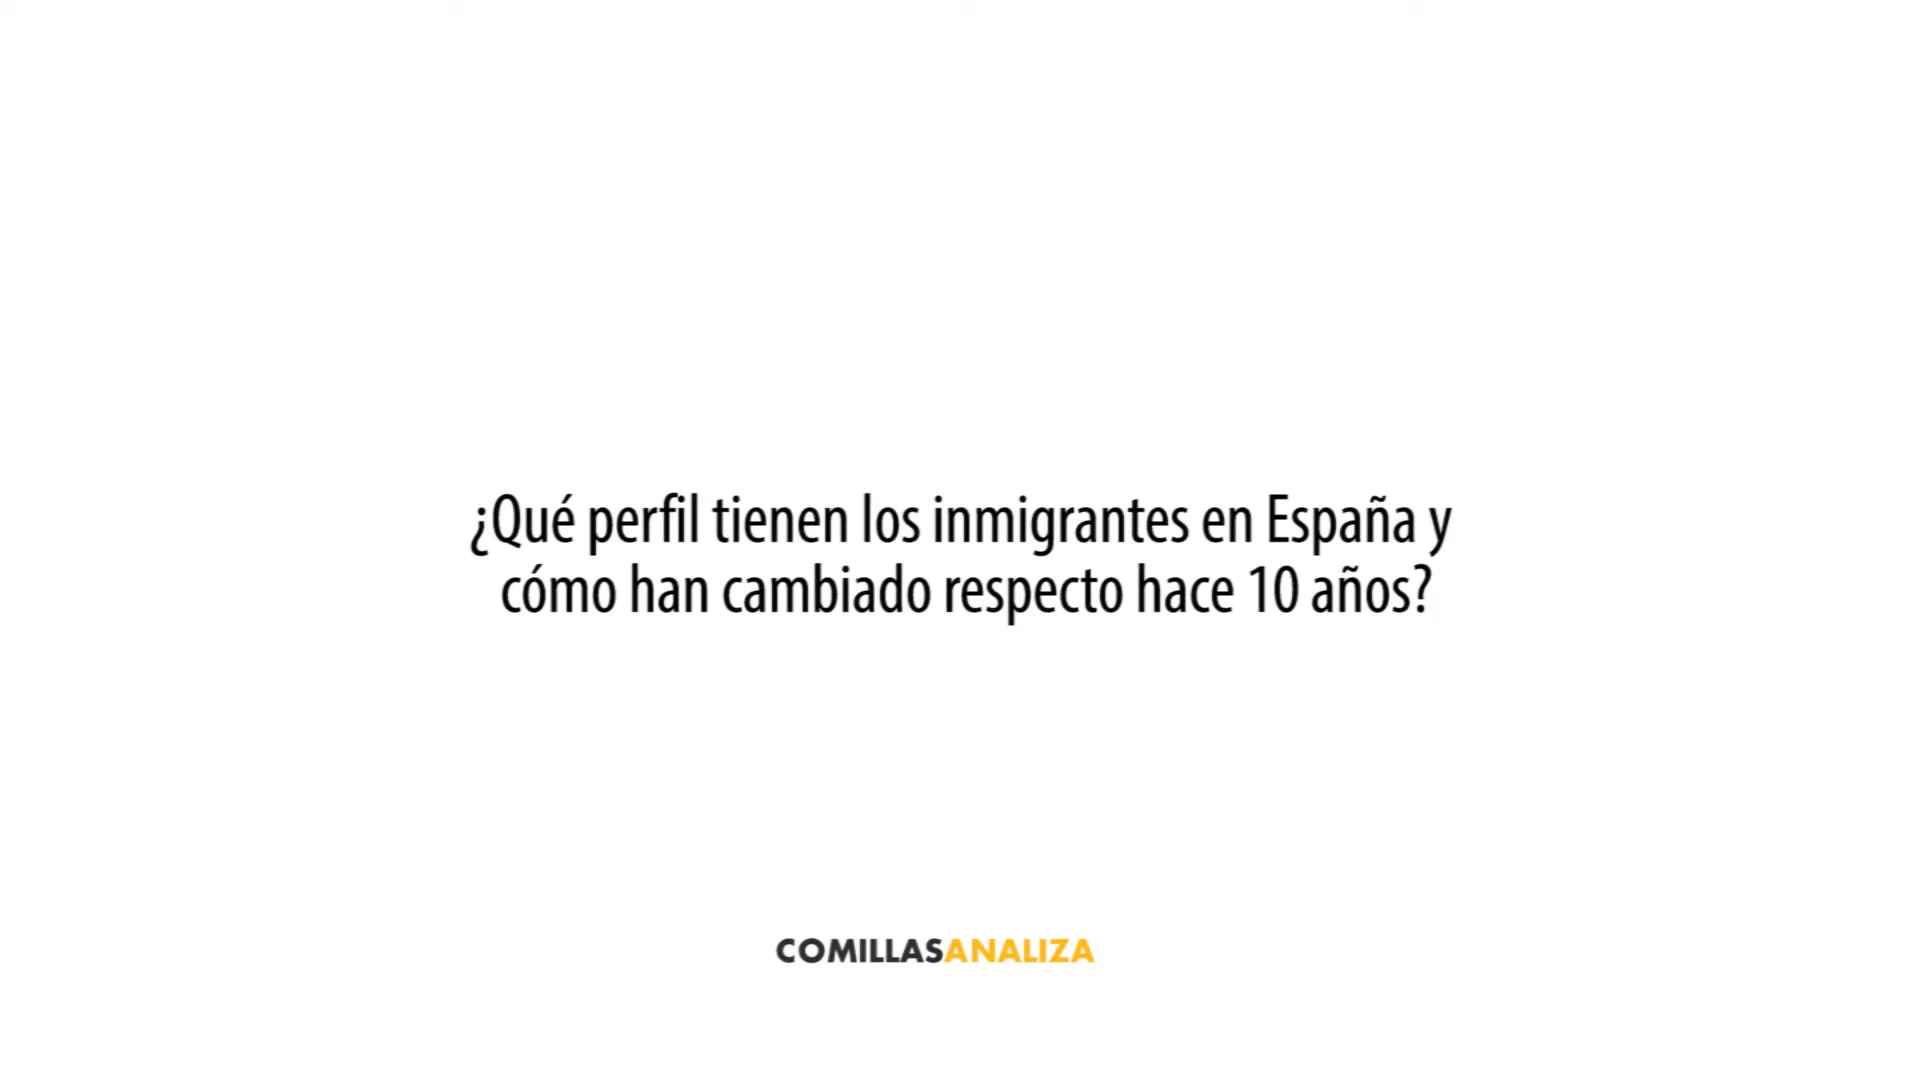 ¿Qué perfil tienen los inmigrantes en España y
cómo han cambiado respecto hace 10 años?
COMILLASANALIZA